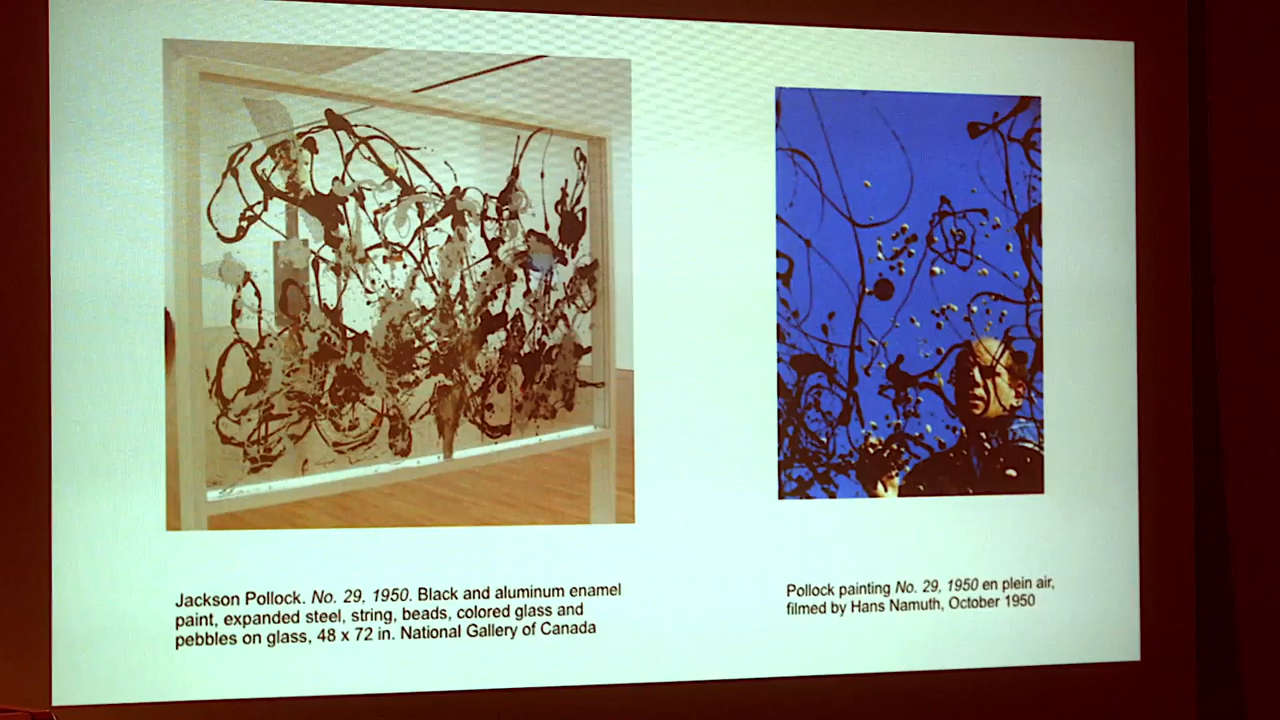 Jackson Pollock. No. 29, 1950. Black and aluminum enamel
paint, expanded steel, string, beads, colored glass and
pebbles on glass, 48 x 72 in. National Gallery of Canada
Pollock painting No. 29, 1950 en plein air,
filmed by Hans Namuth, October 1950